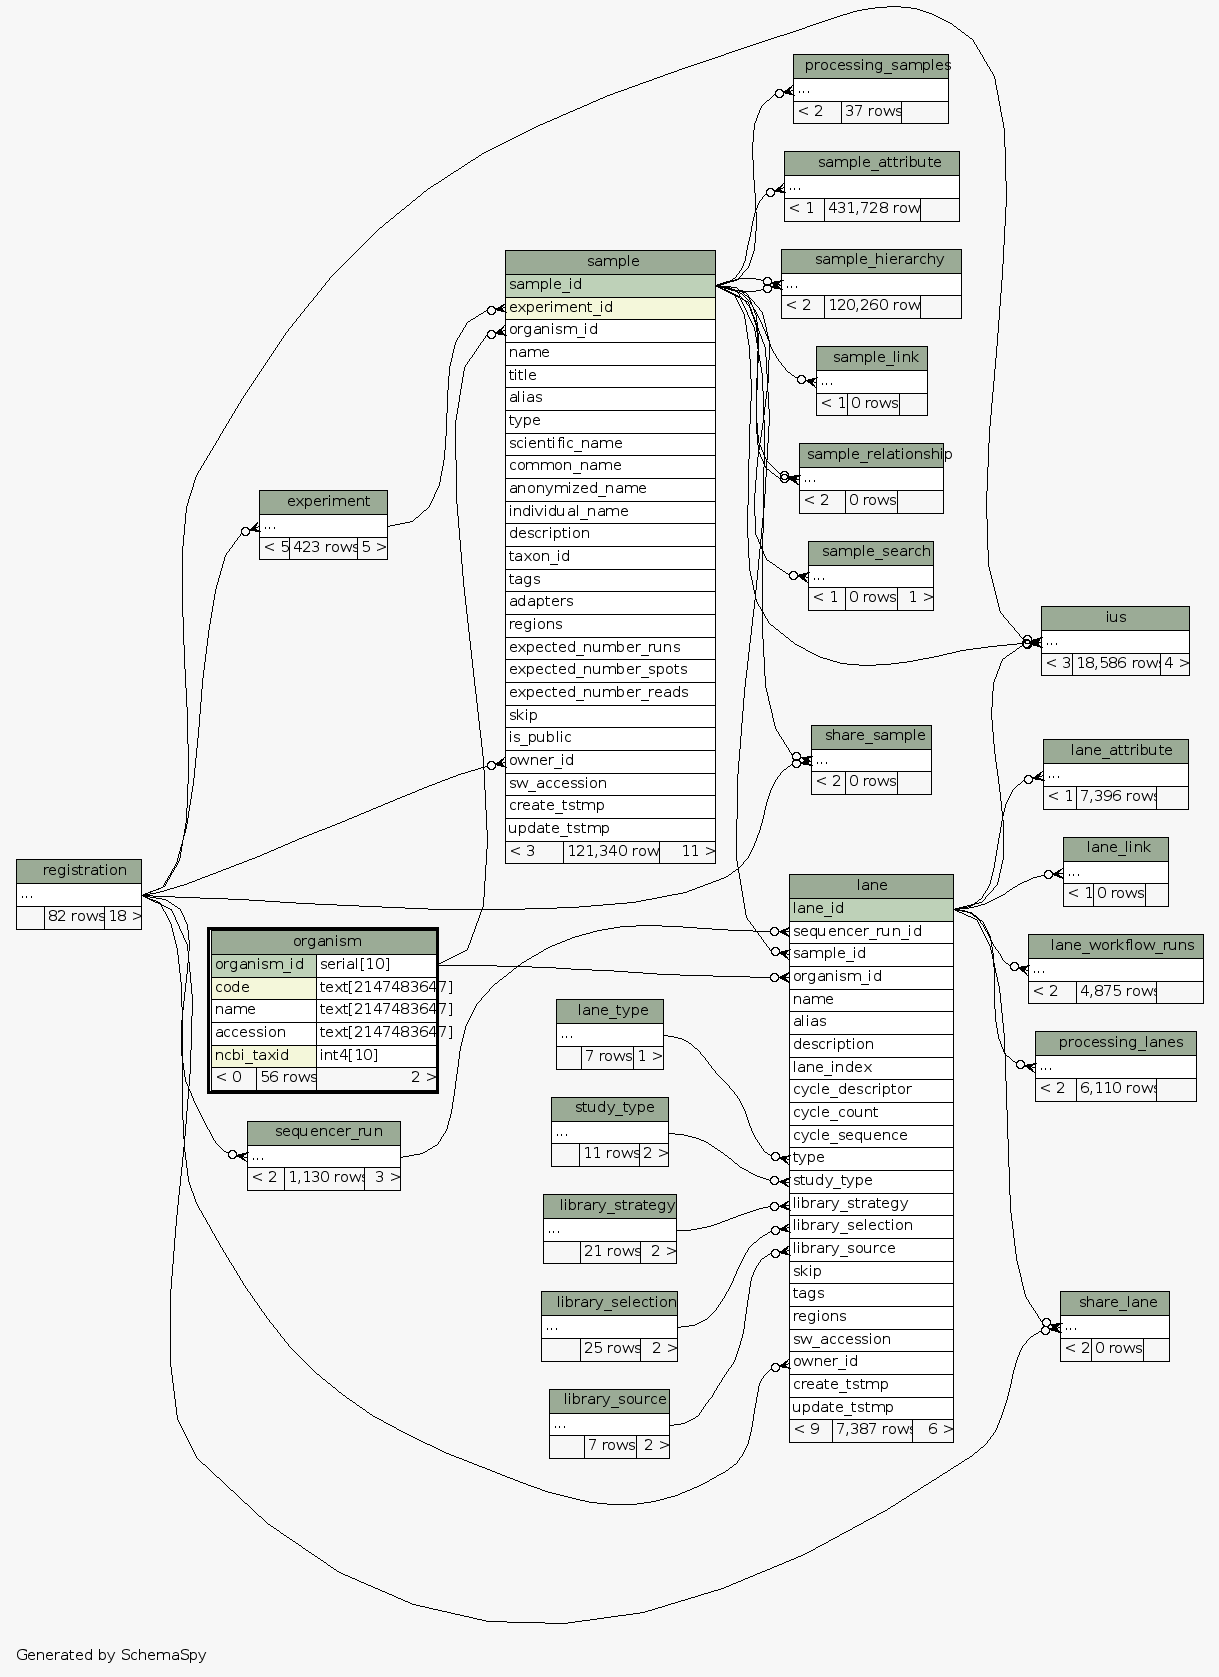 processing_samples
...
< 2 37 rows
sample_attribute
...
< 1 431,728 row
sample_hierarchy
...
< 2 120,260 row
sample_link
...
< 1 0 rows
sample_relationship
...
< 2 0 rows
sample_search
...
< 1 0 rows 1 >
sample
sample_id
experiment_id
organism_id
name
title
alias
type
scientific_name
common_name
anonymized_name
individual_name
description
taxon_id
tags
adapters
regions
expected_number_runs
expected_number_spots
expected_number_reads
skip
is_public
owner_id
sw_accession
create_tstmp
update_tstmp
< 3 121,340 row 11 >
experiment
...
< 5 423 rows 5 >
ius
...
< 3 18,586 rows 4 >
share_sample
...
< 2 0 rows
lane_attribute
...
< 1 7,396 rows
lane_link
...
< 1 0 rows
lane_workflow_runs
...
< 2 4,875 rows
processing_lanes
...
< 2 6,110 rows
registration
...
82 rows 18 >
organism
organism_id serial[10]
code text[2147483647]
name text[2147483647]
accession text[2147483647]
ncbi_taxid int4[10]
< 0 56 rows 2 >
sequencer_run
...
< 2 1,130 rows 3 >
lane_type
...
7 rows 1 >
study_type
...
11 rows 2 >
library_strategy
...
21 rows 2 >
library_selection
...
25 rows 2 >
library_source
...
7 rows 2 >
lane
lane_id
sequencer_run_id
sample_id
organism_id
name
alias
description
lane_index
cycle_descriptor
cycle_count
cycle_sequence
type
study_type
library_strategy
library_selection
library_source
skip
tags
regions
sw_accession
owner_id
create_tstmp
update_tstmp
< 9 7,387 rows 6 >
share_lane
...
< 2 0 rows
Generated by SchemaSpy